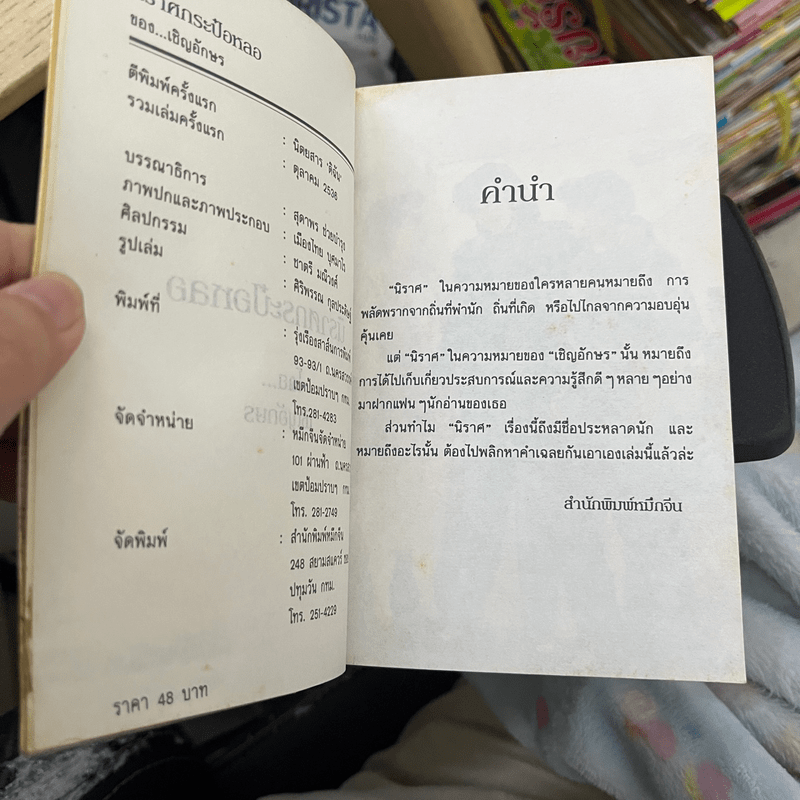 ราศกระป๋อหลอ
ของ...เชิญอักษร
ตีพิมพ์ครั้งแรก : นิตยสาร 'ดิฉัน'
รวมเล่มครั้งแรก : ตุลาคม 2536
บรรณาธิการ : สุดาพร ช่วยบำรุง
ภาพปกและภาพประกอบ : เมืองไทย บุศมาโร
ศิลปกรรม : ชาตรี มณีวงศ์
รูปเล่ม : ศิริพรรณ กุลประดิษฐ์
พิมพ์ที่ : รุ่งเรืองสาส์นการพิมพ์
93-93/1 ถ.นครสวรรค์
เขตป้อมปราบฯ กทม.
โทร.281-4283
จัดจำหน่าย : หมึกจีนจัดจำหน่าย
101 ผ่านฟ้า ถ.นคร
เขตป้อมปราบฯ กทม
โทร. 281-2749
จัดพิมพ์ : สำนักพิมพ์หมึกจีน
248 สยามสแควร์ ซอ
ปทุมวัน กทม.
โทร. 251-4229
ราคา 48 บาท
คำนำ
"นิราศ" ในความหมายของใครหลายคนหมายถึง การ
พลัดพรากจากถิ่นที่พำนัก ถิ่นที่เกิด หรือไปไกลจากความอบอุ่น
คุ้นเคย
แต่ "นิราศ" ในความหมายของ "เชิญอักษร" นั้น หมายถึง
การได้ไปเก็บเกี่ยวประสบการณ์และความรู้สึกดี ๆ หลาย ๆอย่าง
มาฝากแฟน ๆนักอ่านของเธอ
ส่วนทำไม "นิราศ" เรื่องนี้ถึงมีชื่อประหลาดนัก และ
หมายถึงอะไรนั้น ต้องไปพลิกหาคำเฉลยกันเอาเองเล่มนี้แล้วล่ะ
สำนักพิมพ์หมึกจีน